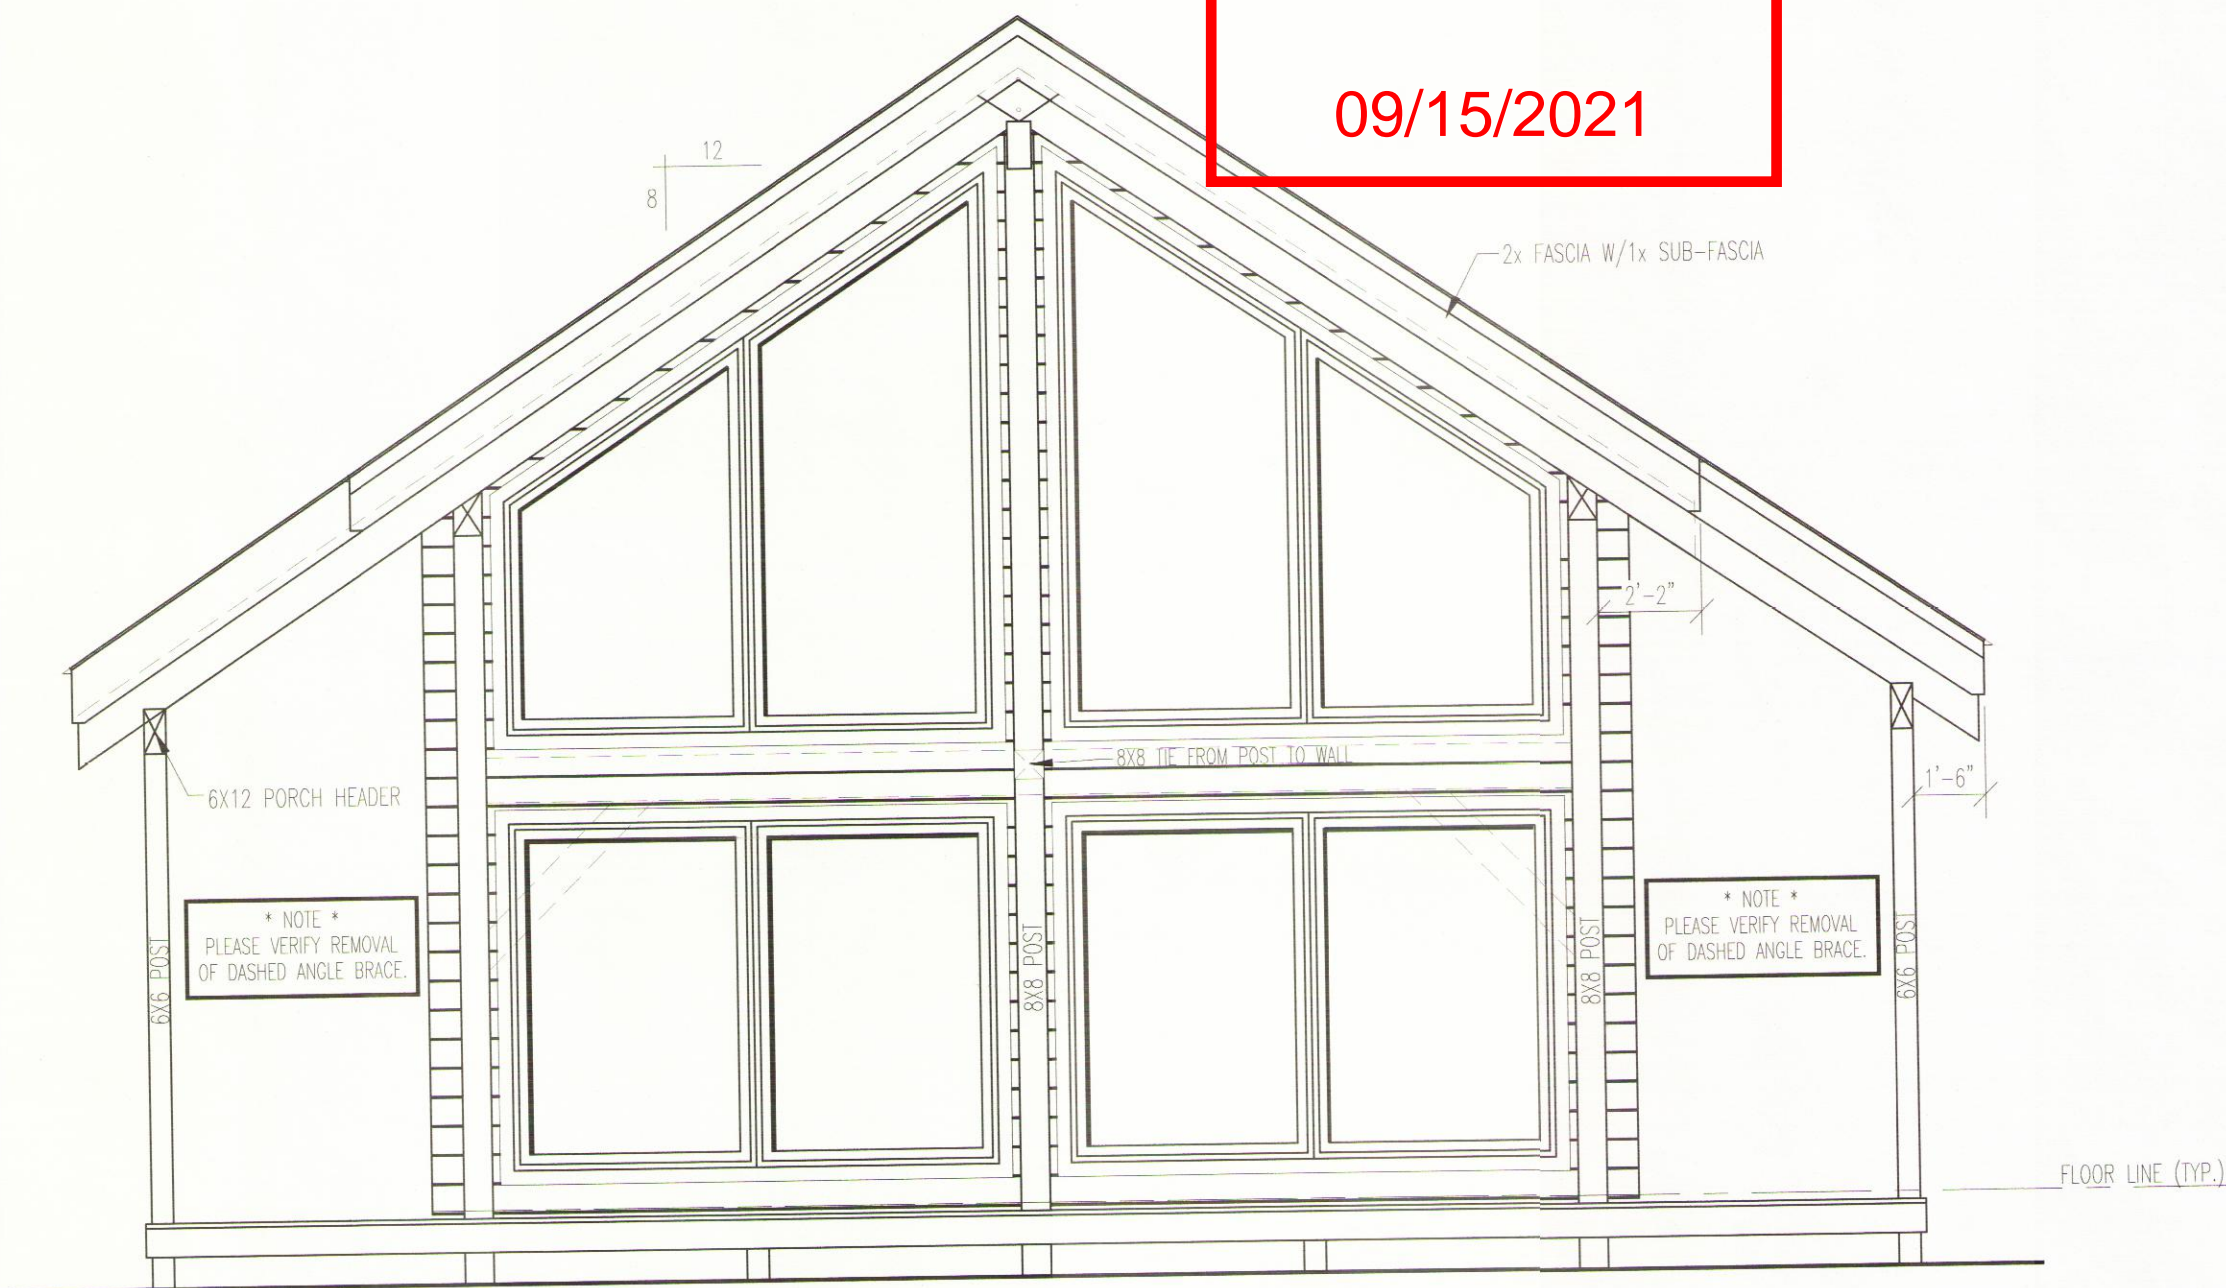 09/15/2021
12
8
2x FASCIA W/1x SUB-FASCIA
2'-2"
8X8 TIE FROM POST TO WALL
1'-6"
6X12 PORCH HEADER
* NOTE *
PLEASE VERIFY REMOVAL
OF DASHED ANGLE BRACE.
* NOTE *
PLEASE VERIFY REMOVAL
OF DASHED ANGLE BRACE.
6X6 POST
8X8 POST
8X8 POST
6X6 POST
FLOOR LINE (TYP.)